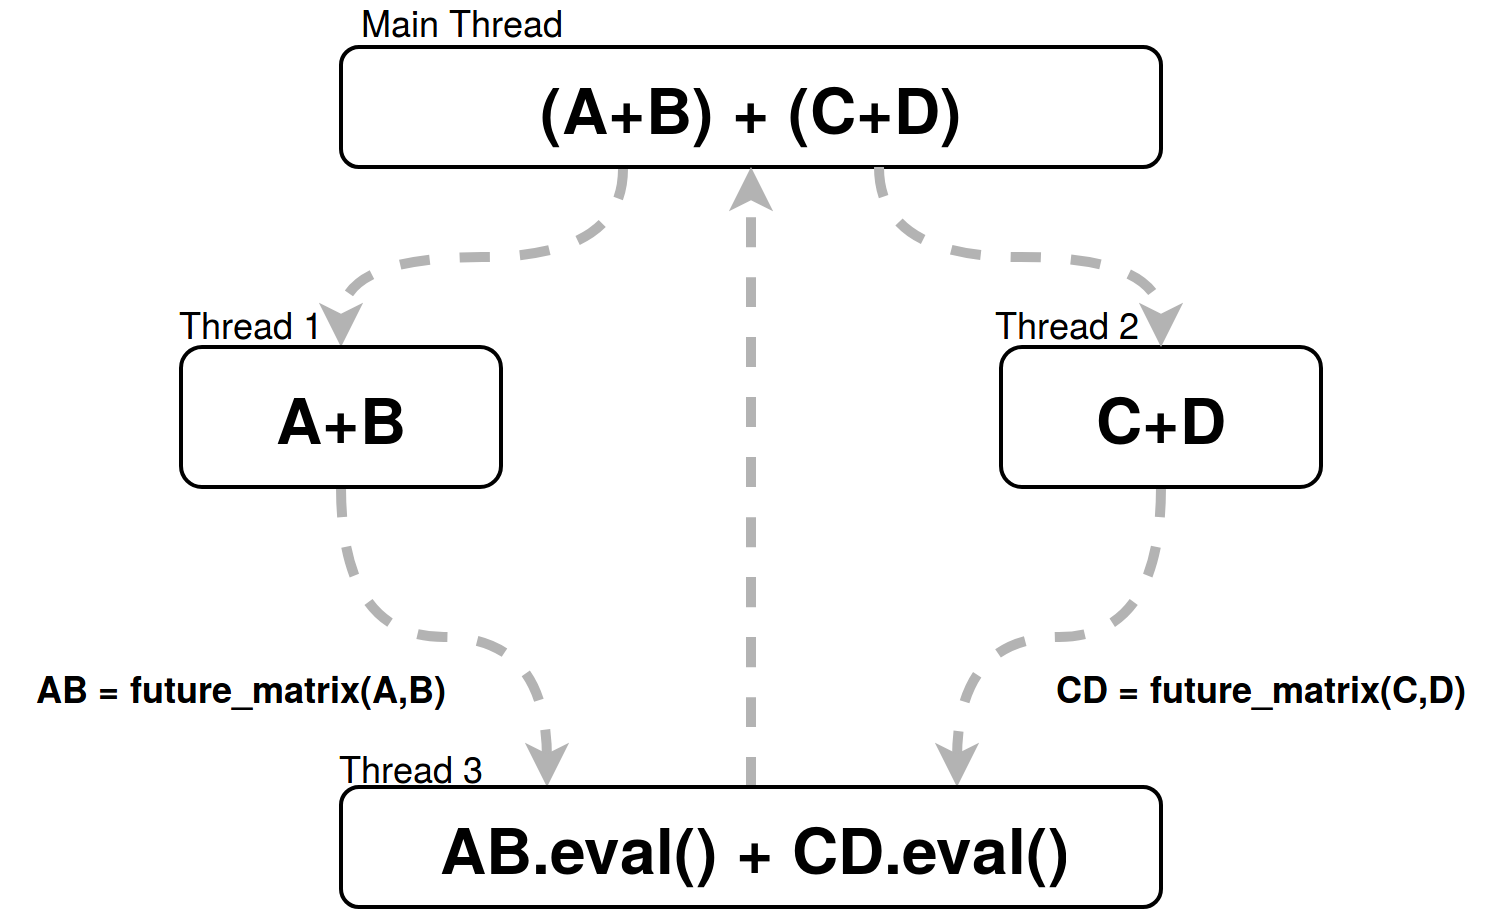 Main Thread
(A+B) + (C+D)
Thread 1
Thread 2
A+B
C+D
AB = future_matrix(A,B)
CD = future_matrix(C,D)
Thread 3
AB.eval() + CD.eval()